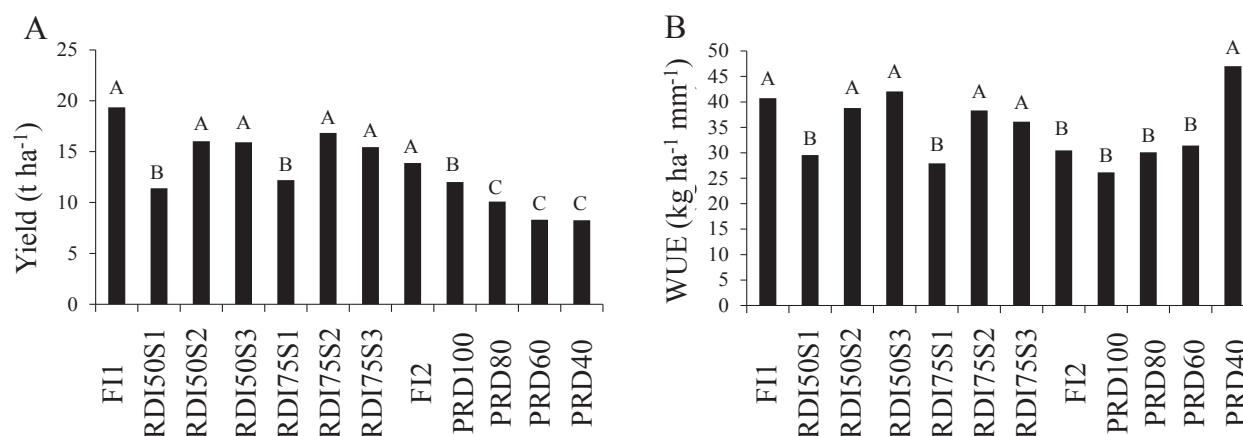 A
Yield (t ha⁻¹)
25
20
15
10
5
0
A
B
A
A
B
A
A
A
B
C
C
C
FI1
RDI50S1
RDI50S2
RDI50S3
RDI75S1
RDI75S2
RDI75S3
FI2
PRD100
PRD80
PRD60
PRD40
B
WUE (kg ha⁻¹ mm⁻¹)
50
45
40
35
30
25
20
15
10
5
0
A
B
A
A
B
A
A
B
B
B
B
A
FI1
RDI50S1
RDI50S2
RDI50S3
RDI75S1
RDI75S2
RDI75S3
FI2
PRD100
PRD80
PRD60
PRD40